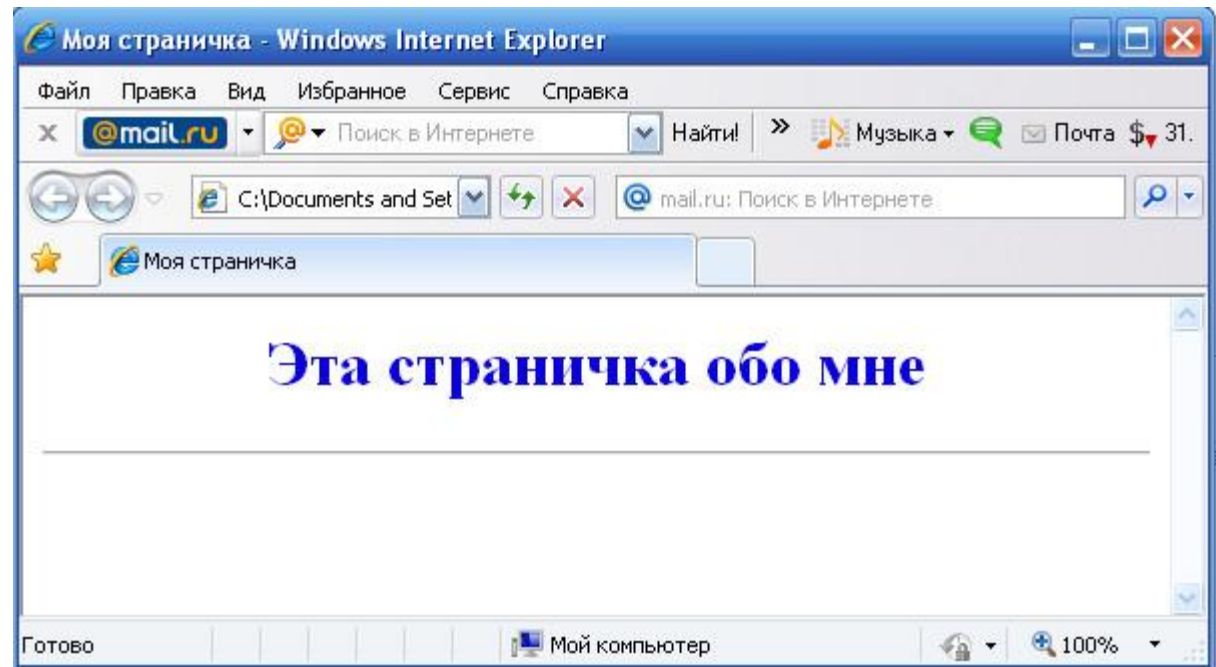 Моя страничка - Windows Internet Explorer
Файл Правка Вид Избранное Сервис Справка
x @mail.ru Поиск в Интернете Найти! » Музыка Почта $ 31.
C:\Documents and Set mail.ru: Поиск в Интернете
Моя страничка
Эта страничка обо мне
Готово Мой компьютер 100%